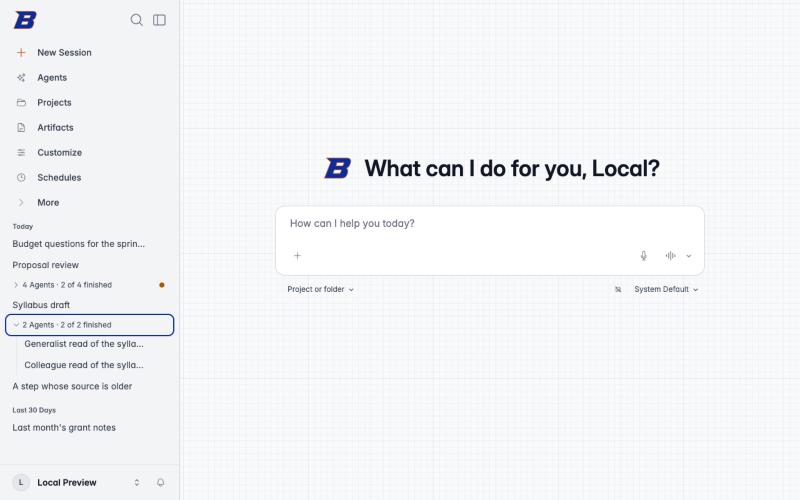 B
New Session
Agents
Projects
Artifacts
Customize
Schedules
More
Today
Budget questions for the sprin...
Proposal review
4 Agents · 2 of 4 finished
Syllabus draft
2 Agents · 2 of 2 finished
Generalist read of the sylla...
Colleague read of the sylla...
A step whose source is older
Last 30 Days
Last month's grant notes
L Local Preview
B What can I do for you, Local?
How can I help you today?
Project or folder
System Default